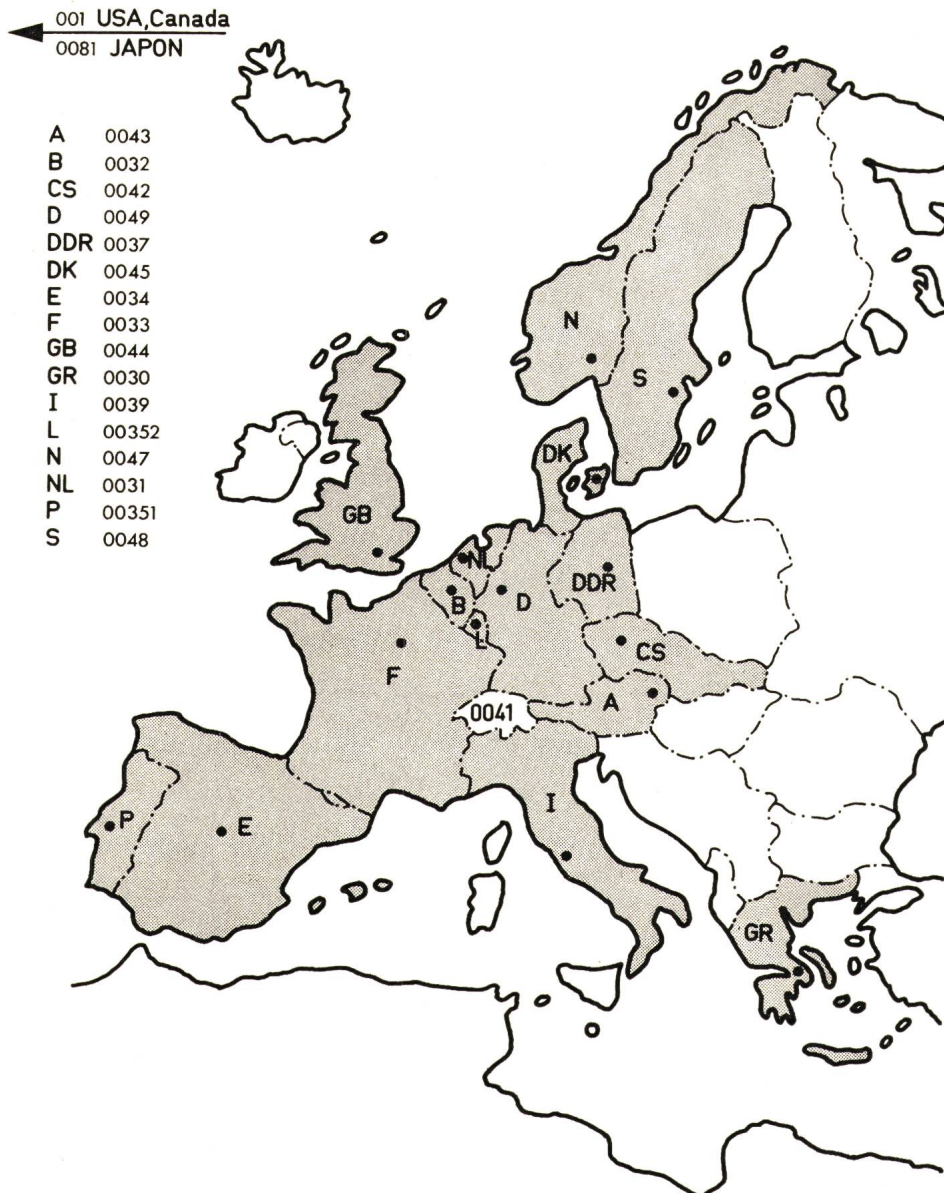 001 USA,Canada
0081 JAPON
A 0043
B 0032
CS 0042
D 0049
DDR 0037
DK 0045
E 0034
F 0033
GB 0044
GR 0030
I 0039
L 00352
N 0047
NL 0031
P 00351
S 0048
N
S
DK
GB
NL
DDR
B
D
L
CS
F
A
0041
I
P
E
GR